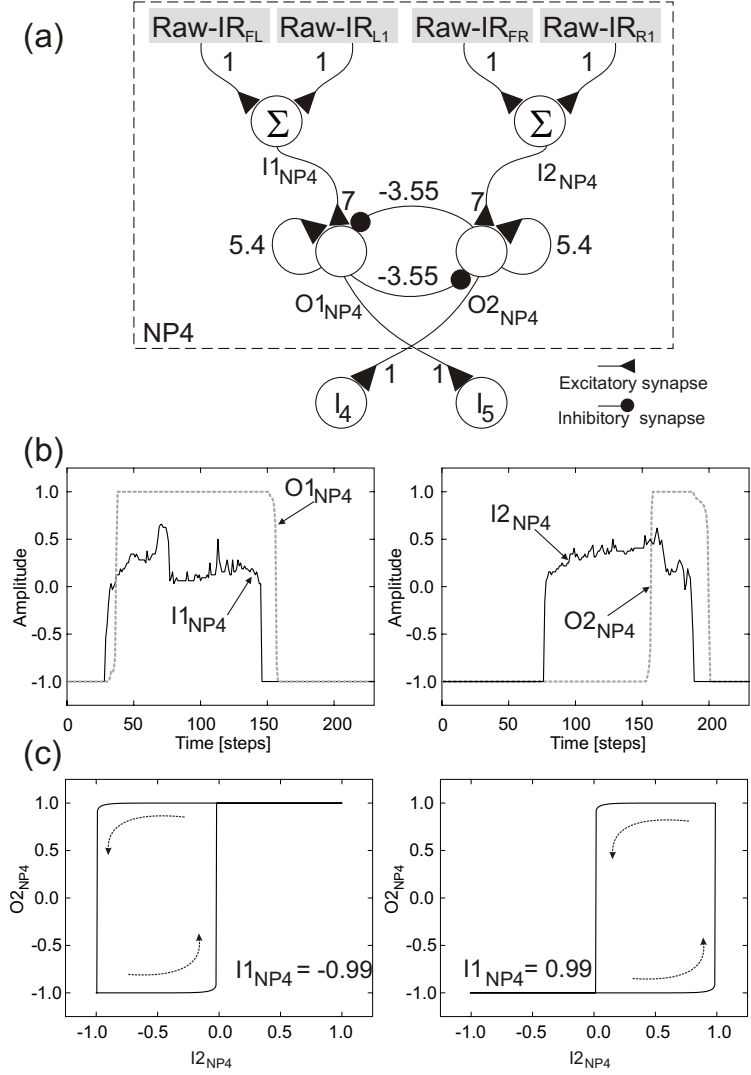 (a)
Raw-IR_FL Raw-IR_L1 Raw-IR_FR Raw-IR_R1
1 1 1 1
Σ Σ
I1_NP4 I2_NP4
7 -3.55 7
5.4 5.4
-3.55
O1_NP4 O2_NP4
NP4
1 1
I_4 I_5
Excitatory synapse
Inhibitory synapse
(b)
1.0
0.5
0.0
-0.5
-1.0
Amplitude
O1_NP4
I1_NP4
0 50 100 150 200
Time [steps]
1.0
0.5
0.0
-0.5
-1.0
Amplitude
I2_NP4
O2_NP4
0 50 100 150 200
Time [steps]
(c)
1.0
0.5
0.0
-0.5
-1.0
O2_NP4
I1_NP4 = -0.99
-1.0 -0.5 0.0 0.5 1.0
I2_NP4
1.0
0.5
0.0
-0.5
-1.0
O2_NP4
I1_NP4 = 0.99
-1.0 -0.5 0.0 0.5 1.0
I2_NP4